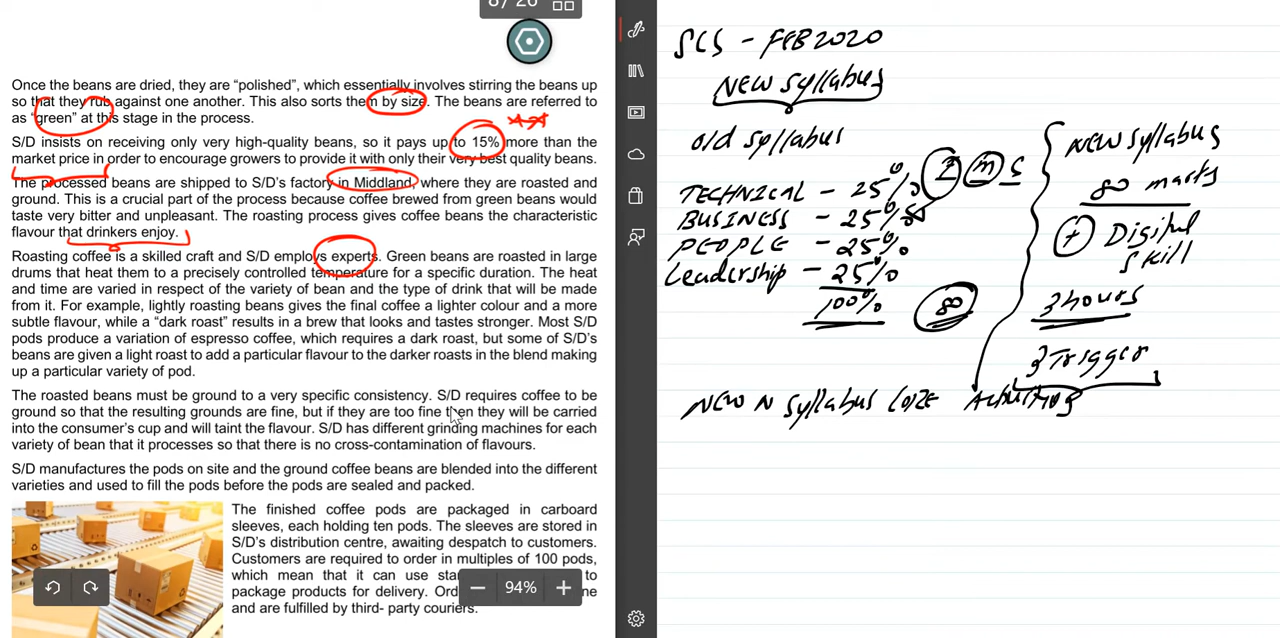 8/26
Once the beans are dried, they are “polished”, which essentially involves stirring the beans up
so that they rub against one another. This also sorts them by size. The beans are referred to
as “green” at this stage in the process.
S/D insists on receiving only very high-quality beans, so it pays up to 15% more than the
market price in order to encourage growers to provide it with only their very best quality beans.
The processed beans are shipped to S/D’s factory in Middland, where they are roasted and
ground. This is a crucial part of the process because coffee brewed from green beans would
taste very bitter and unpleasant. The roasting process gives coffee beans the characteristic
flavour that drinkers enjoy.
Roasting coffee is a skilled craft and S/D employs experts. Green beans are roasted in large
drums that heat them to a precisely controlled temperature for a specific duration. The heat
and time are varied in respect of the variety of bean and the type of drink that will be made
from it. For example, lightly roasting beans gives the final coffee a lighter colour and a more
subtle flavour, while a “dark roast” results in a brew that looks and tastes stronger. Most S/D
pods produce a variation of espresso coffee, which requires a dark roast, but some of S/D’s
beans are given a light roast to add a particular flavour to the darker roasts in the blend making
up a particular variety of pod.
The roasted beans must be ground to a very specific consistency. S/D requires coffee to be
ground so that the resulting grounds are fine, but if they are too fine then they will be carried
into the consumer’s cup and will taint the flavour. S/D has different grinding machines for each
variety of bean that it processes so that there is no cross-contamination of flavours.
S/D manufactures the pods on site and the ground coffee beans are blended into the different
varieties and used to fill the pods before the pods are sealed and packed.
The finished coffee pods are packaged in carboard
sleeves, each holding ten pods. The sleeves are stored in
S/D’s distribution centre, awaiting despatch to customers.
Customers are required to order in multiples of 100 pods,
which mean that it can use sta to
package products for delivery. Ord ne
and are fulfilled by third- party couriers.
94%
SCS - FEB 2020
NEW syllabus
old syllabus
TECHNICAL - 25%
BUSINESS - 25%
PEOPLE - 25%
Leadership - 25%
100%
80
E m s
NEW syllabus
80 marks
+ Digital
skill
3 hours
3 Trigger
NEW N syllabus CORE